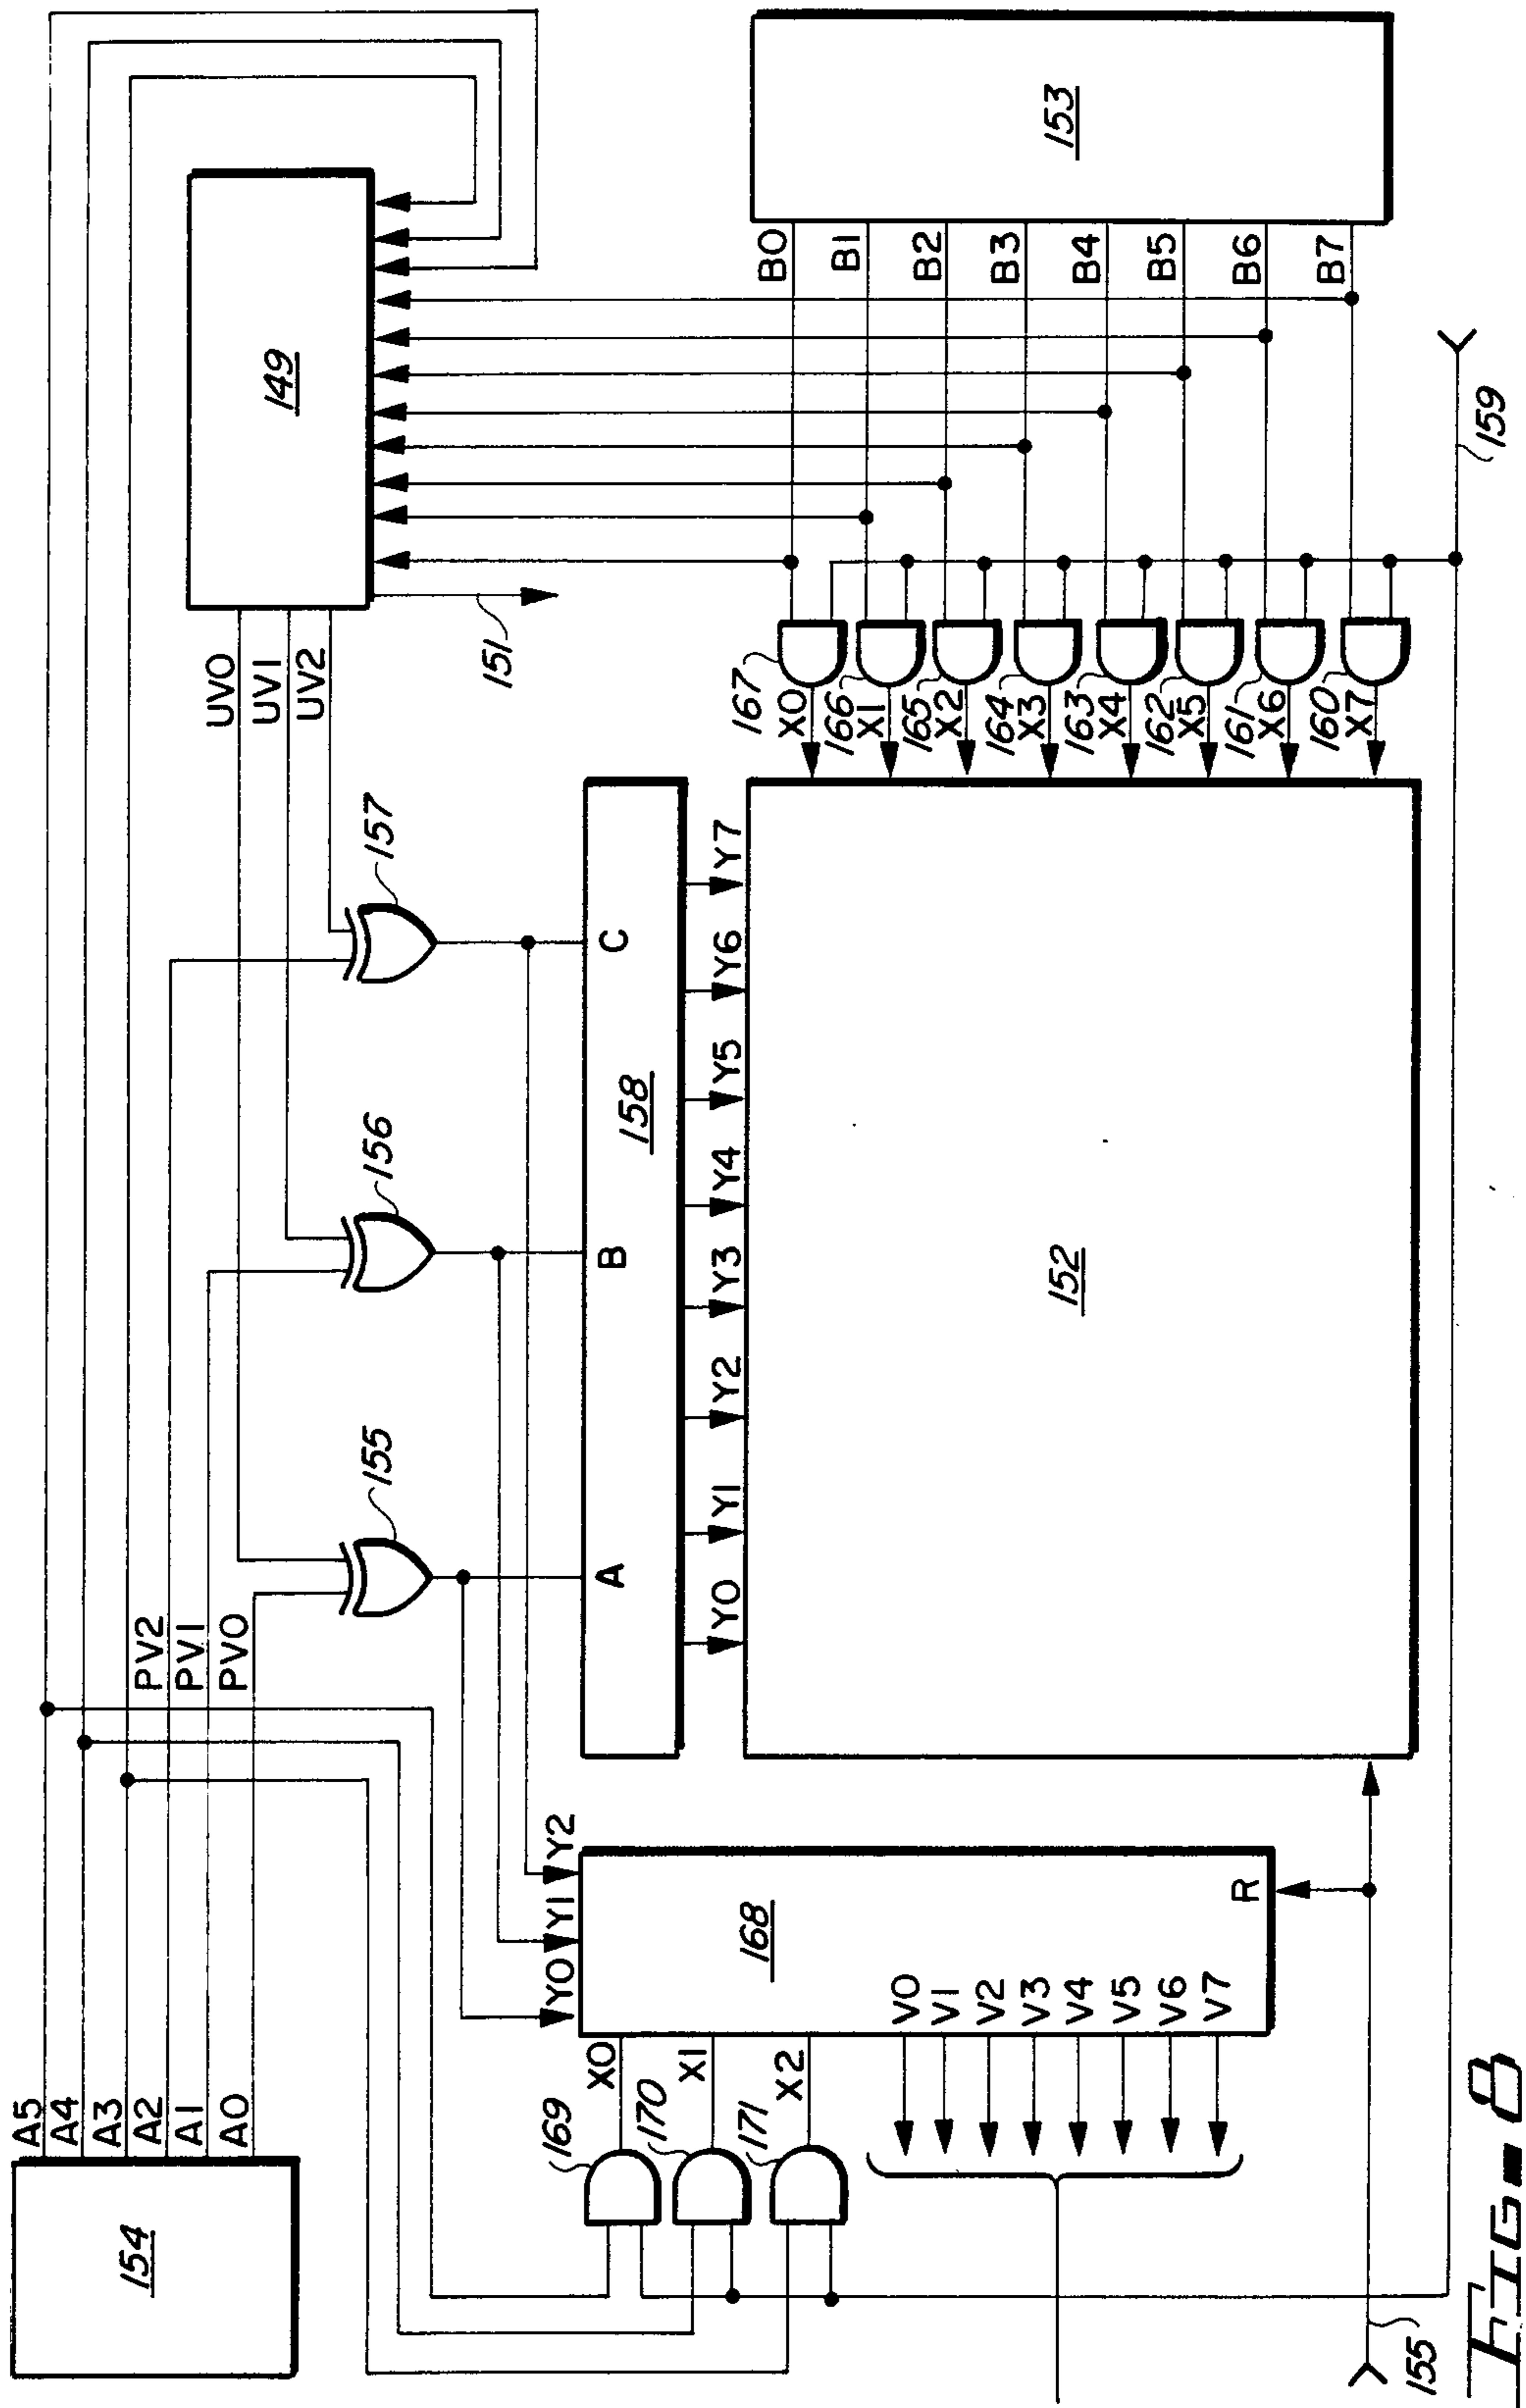 154
A5
A4
A3
A2
A1
A0
PV2
PV1
PV0
UV0
UV1
UV2
149
151
155
156
157
A
B
C
158
Y0
Y1
Y2
Y3
Y4
Y5
Y6
Y7
152
Y0
Y1
Y2
168
R
X0
X1
X2
169
170
171
V0
V1
V2
V3
V4
V5
V6
V7
167
X0
166
X1
165
X2
164
X3
163
X4
162
X5
161
X6
160
X7
B0
B1
B2
B3
B4
B5
B6
B7
153
159
155
FIG. 8